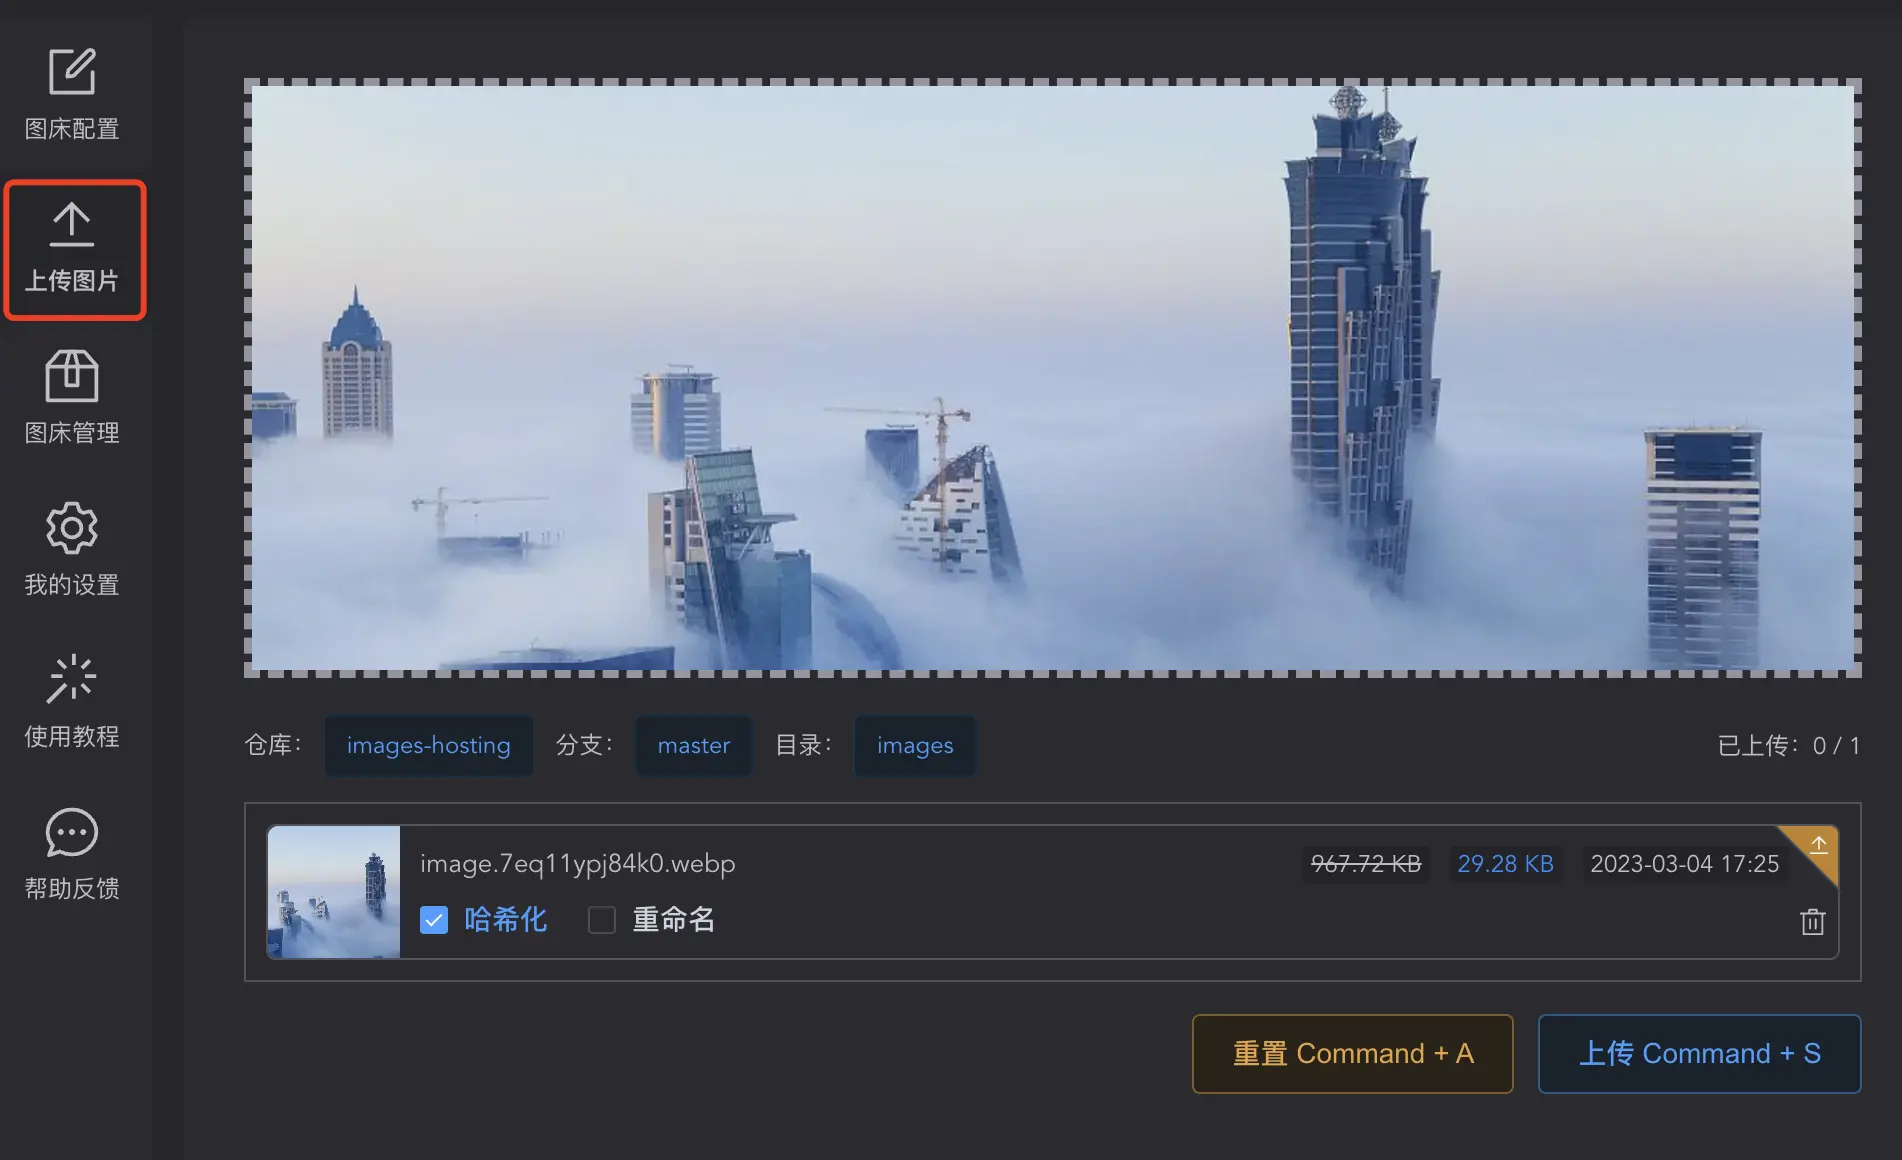 图床配置
上传图片
图床管理
我的设置
使用教程
帮助反馈
仓库： images-hosting 分支： master 目录： images 已上传：0 / 1
image.7eq11ypj84k0.webp 967.72 KB 29.28 KB 2023-03-04 17:25
哈希化 重命名
重置 Command + A 上传 Command + S